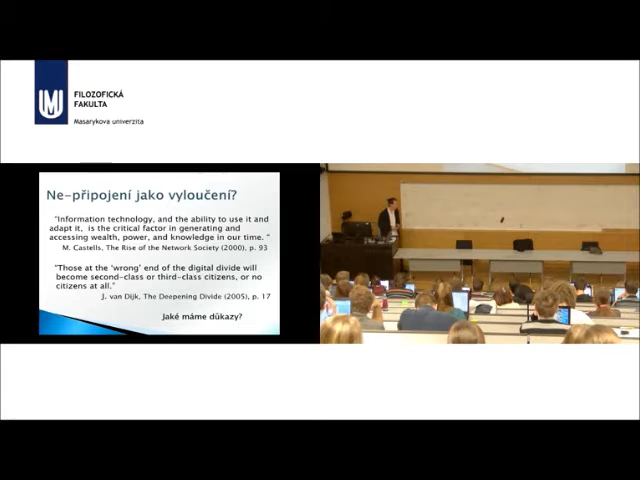 FILOZOFICKÁ
FAKULTA
Masarykova univerzita
Ne-připojení jako vyloučení?
"Information technology, and the ability to use it and
adapt it,  is the critical factor in generating and
accessing wealth, power, and knowledge in our time. "
M. Castells, The Rise of the Network Society (2000), p. 93
"Those at the 'wrong' end of the digital divide will
become second-class or third-class citizens, or no
citizens at all."
J. van Dijk, The Deepening Divide (2005), p. 17
Jaké máme důkazy?